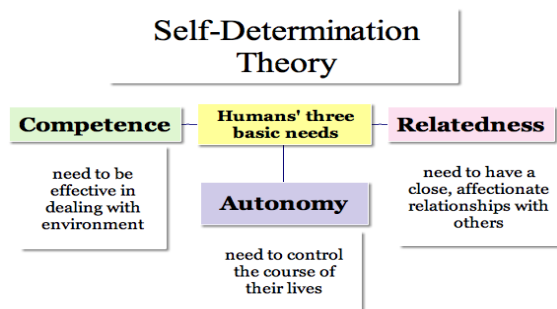 Self-Determination
Theory
Humans' three
basic needs
Competence
need to be
effective in
dealing with
environment
Autonomy
need to control
the course of
their lives
Relatedness
need to have a
close, affectionate
relationships with
others